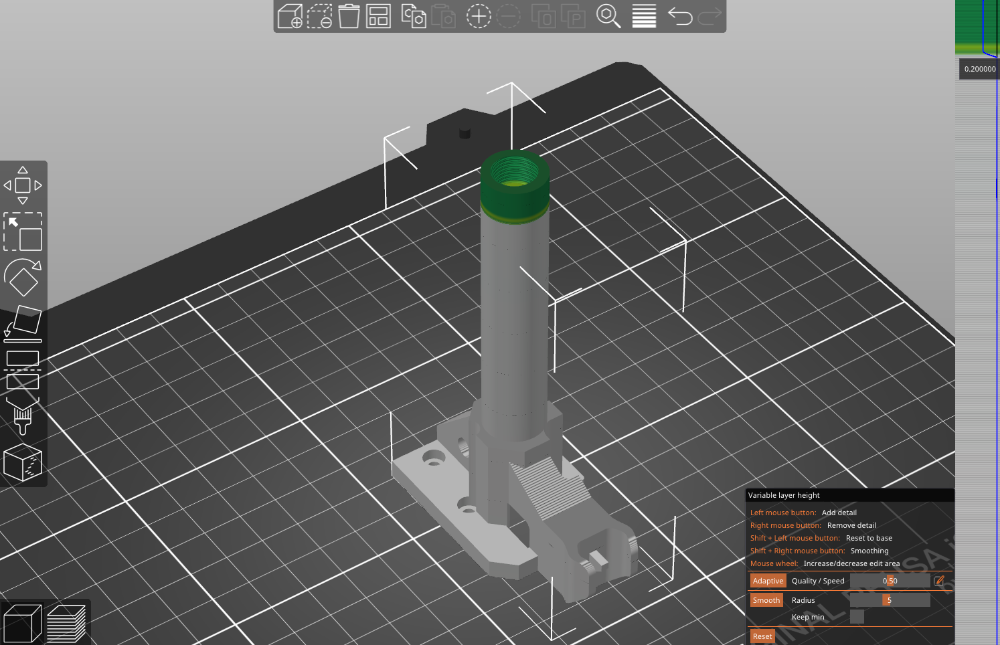 0.200000
Variable layer height
Left mouse button: Add detail
Right mouse button: Remove detail
Shift + Left mouse button: Reset to base
Shift + Right mouse button: Smoothing
Mouse wheel: Increase/decrease edit area
Adaptive Quality / Speed 0.50
Smooth Radius 5
Keep min
Reset